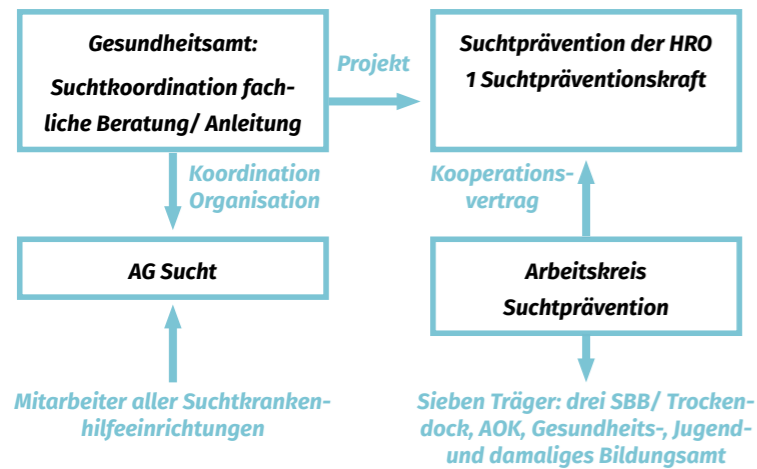 Gesundheitsamt:
Suchtkoordination fach-
liche Beratung/ Anleitung
Projekt
Suchtprävention der HRO
1 Suchtpräventionskraft
Koordination
Organisation
Kooperations-
vertrag
AG Sucht
Arbeitskreis
Suchtprävention
Mitarbeiter aller Suchtkranken-
hilfeeinrichtungen
Sieben Träger: drei SBB/ Trocken-
dock, AOK, Gesundheits-, Jugend-
und damaliges Bildungsamt